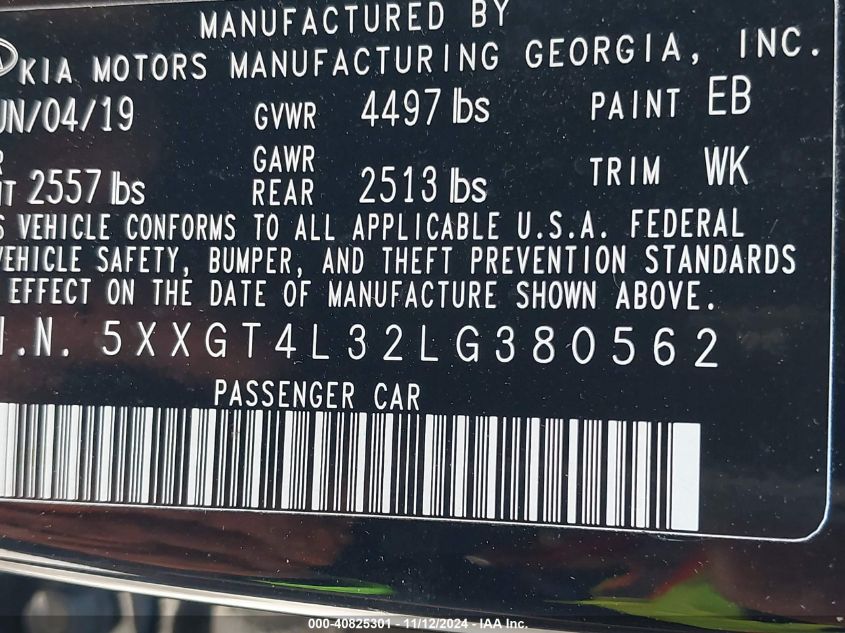 MANUFACTURED BY
KIA MOTORS MANUFACTURING GEORGIA, INC.
UN/04/19 GVWR 4497 lbs PAINT EB
GAWR
2557 lbs REAR 2513 lbs TRIM WK
VEHICLE CONFORMS TO ALL APPLICABLE U.S.A. FEDERAL
VEHICLE SAFETY, BUMPER, AND THEFT PREVENTION STANDARDS
EFFECT ON THE DATE OF MANUFACTURE SHOWN ABOVE.
I.N. 5XXGT4L32LG380562
PASSENGER CAR
000-40825301 - 11/12/2024 - IAA Inc.